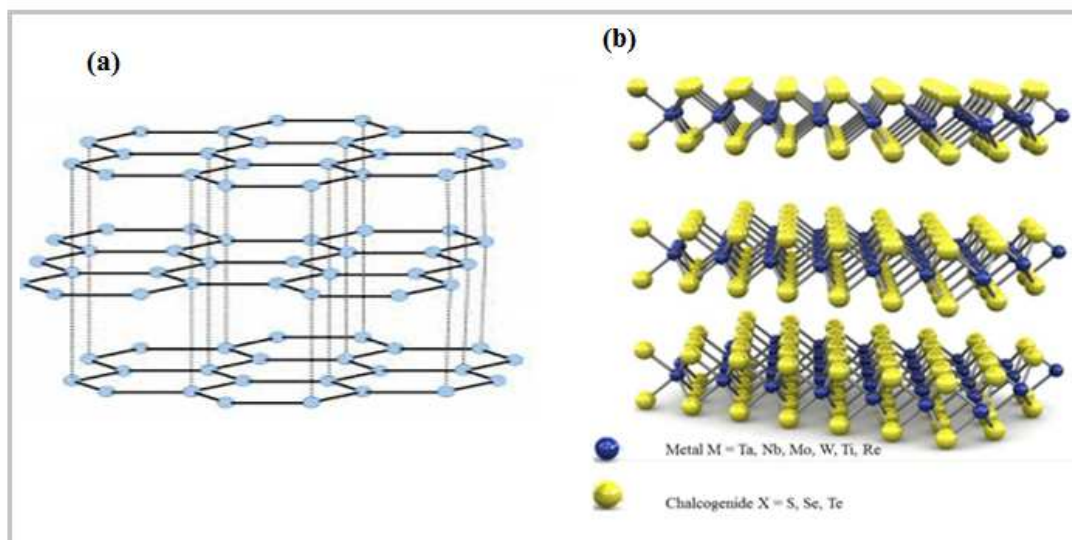 (a)
(b)
Metal M = Ta, Nb, Mo, W, Ti, Re
Chalcogenide X = S, Se, Te